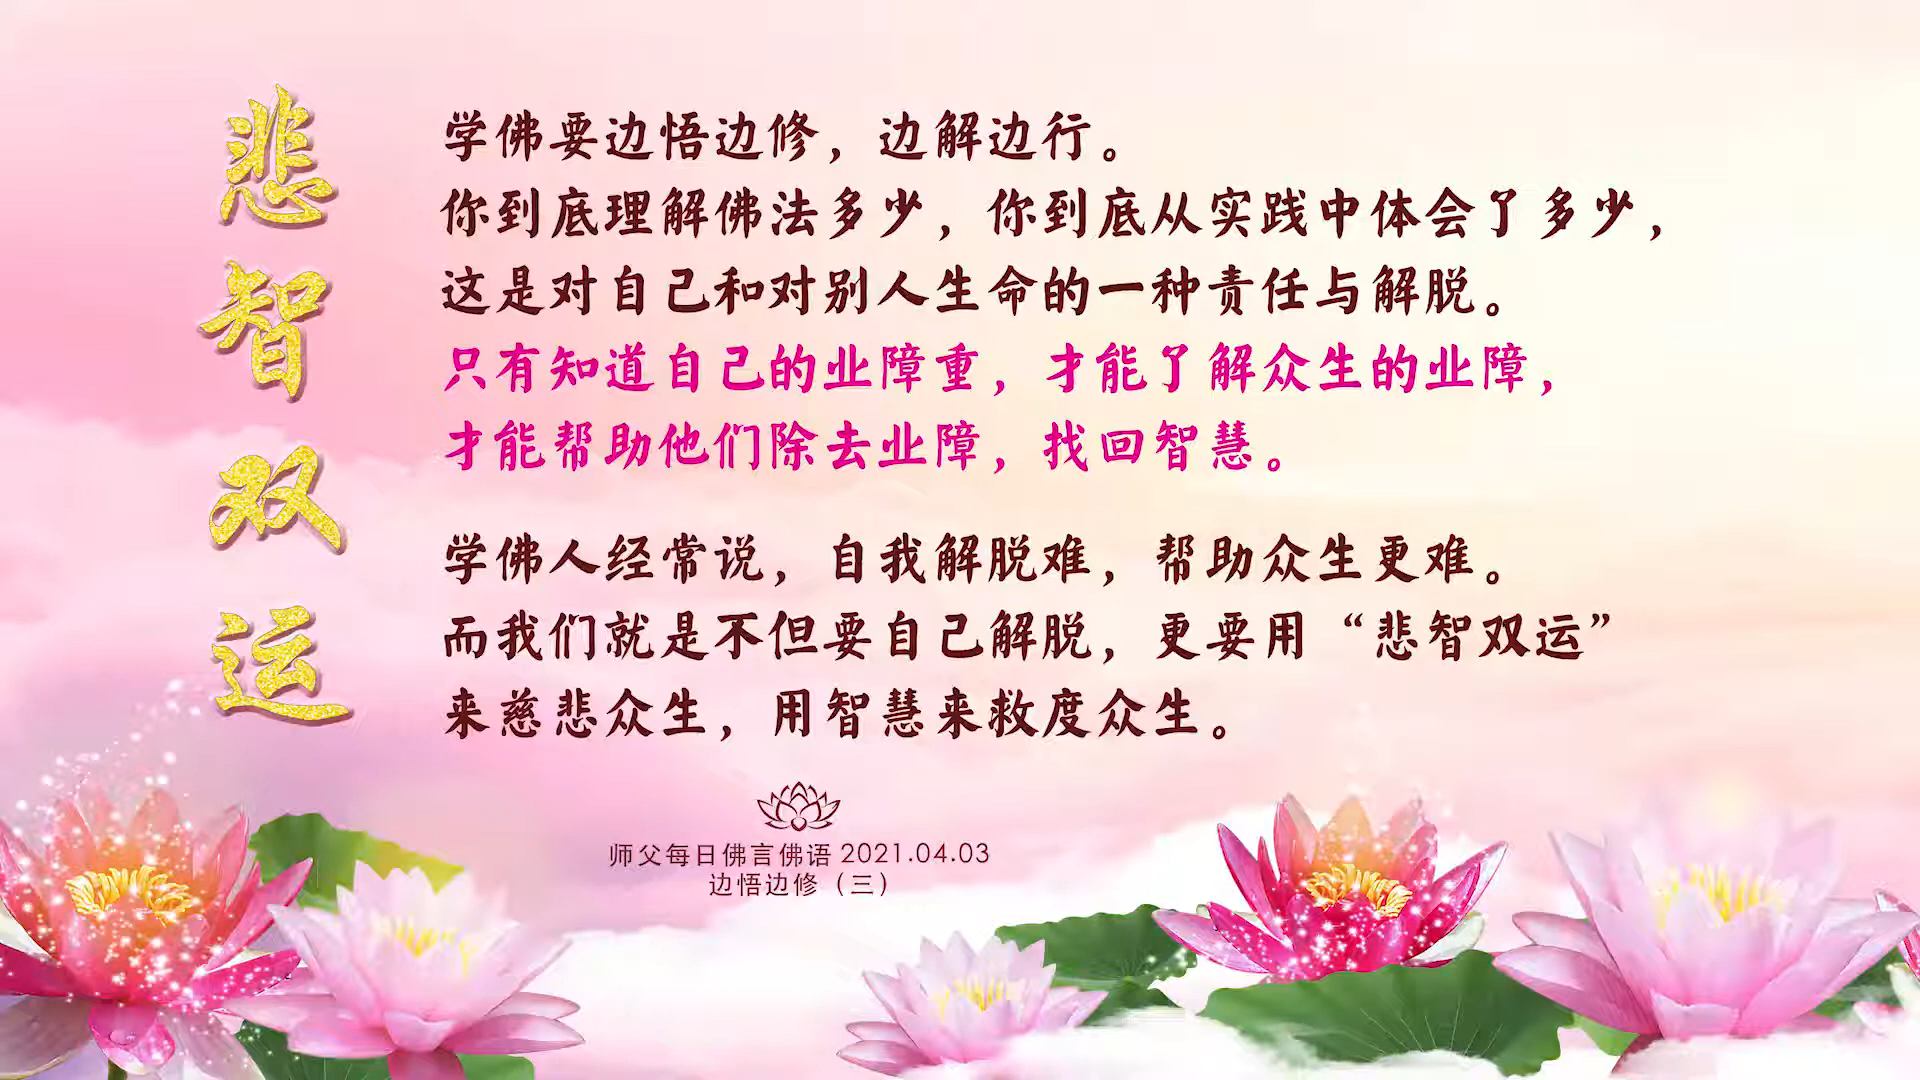 悲智双运
学佛要边悟边修，边解边行。
你到底理解佛法多少，你到底从实践中体会了多少，
这是对自己和对别人生命的一种责任与解脱。
只有知道自己的业障重，才能了解众生的业障，
才能帮助他们除去业障，找回智慧。
学佛人经常说，自我解脱难，帮助众生更难。
而我们就是不但要自己解脱，更要用“悲智双运”
来慈悲众生，用智慧来救度众生。
师父每日佛言佛语 2021.04.03
边悟边修（三）